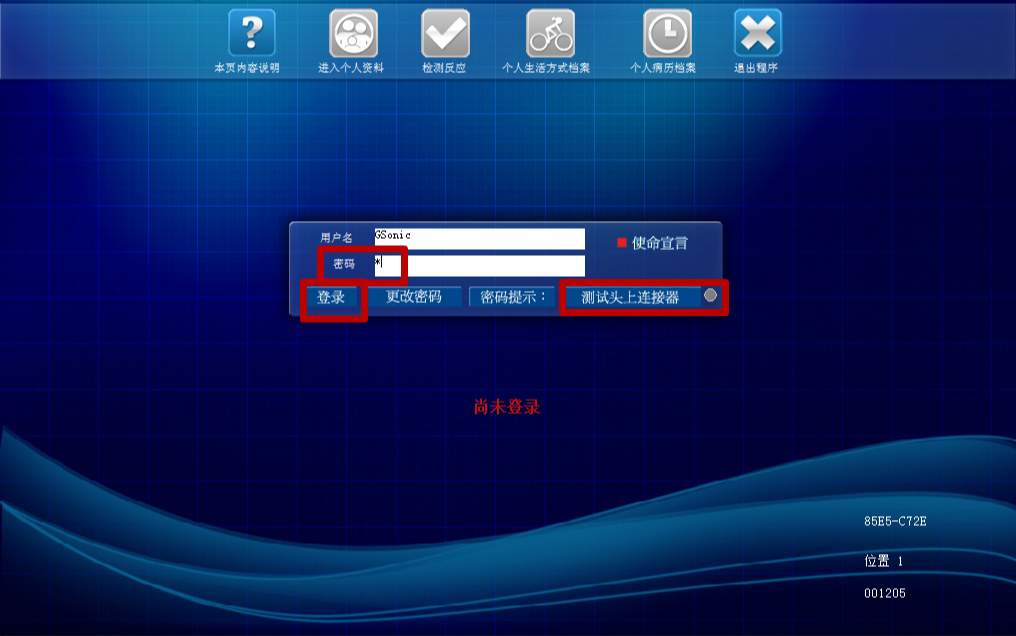 ?
本页内容说明
进入个人资料
检测反应
个人生活方式档案
个人病历档案
退出程序
用户名 GSonic
使命宣言
密码 *
登录
更改密码
密码提示：
测试头上连接器
尚未登录
85E5-C72E
位置 1
001205